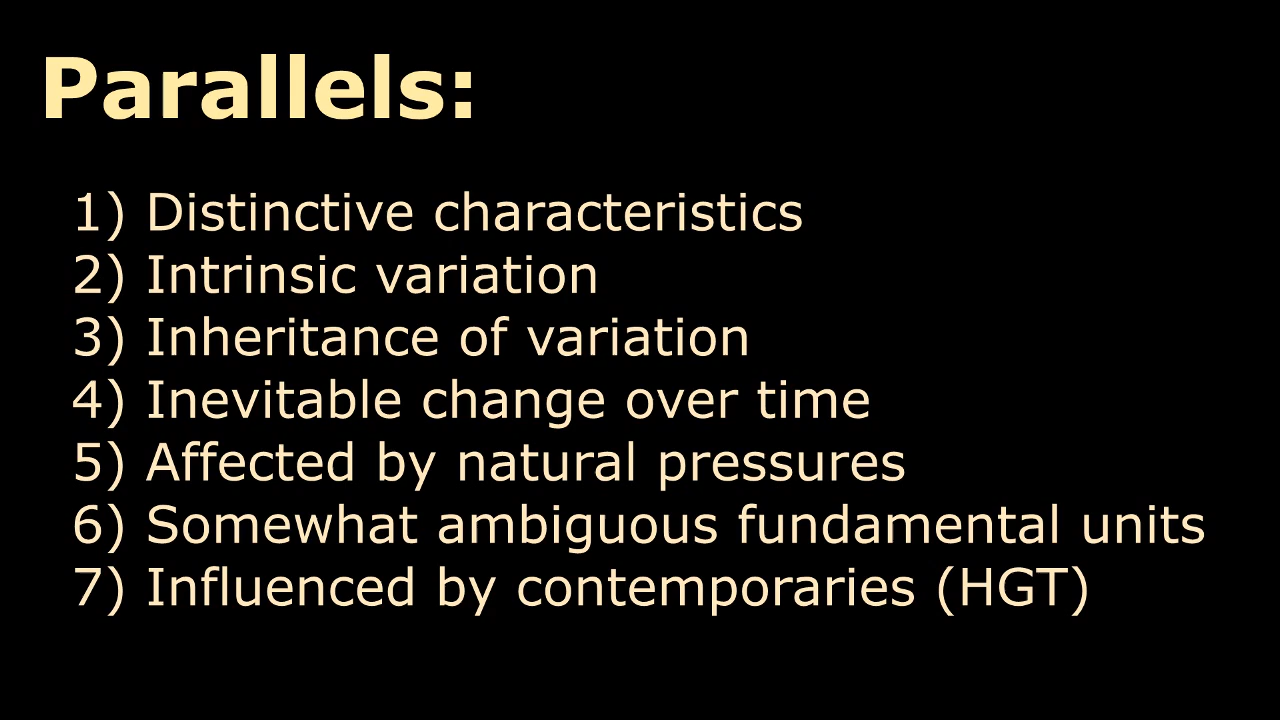 Parallels:
1) Distinctive characteristics
2) Intrinsic variation
3) Inheritance of variation
4) Inevitable change over time
5) Affected by natural pressures
6) Somewhat ambiguous fundamental units
7) Influenced by contemporaries (HGT)